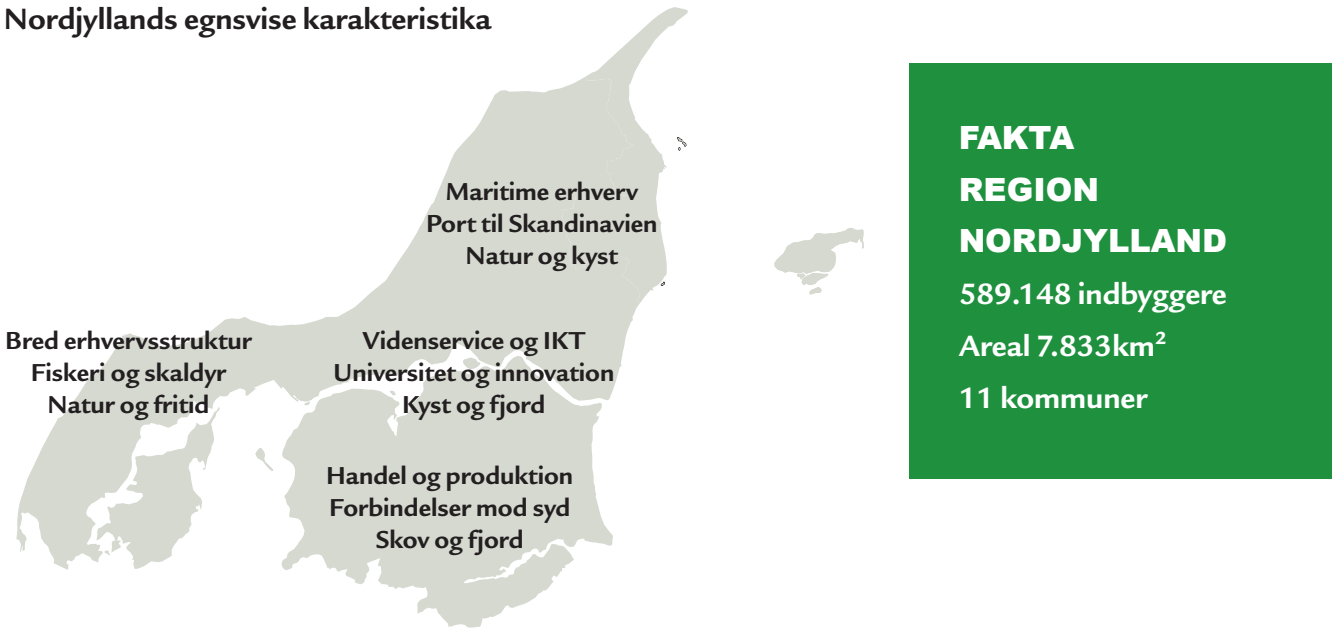 Nordjyllands egnsvise karakteristika
Maritime erhverv
Port til Skandinavien
Natur og kyst
Bred erhvervsstruktur
Fiskeri og skaldyr
Natur og fritid
Videnservice og IKT
Universitet og innovation
Kyst og fjord
Handel og produktion
Forbindelser mod syd
Skov og fjord
FAKTA
REGION
NORDJYLLAND
589.148 indbyggere
Areal 7.833km²
11 kommuner